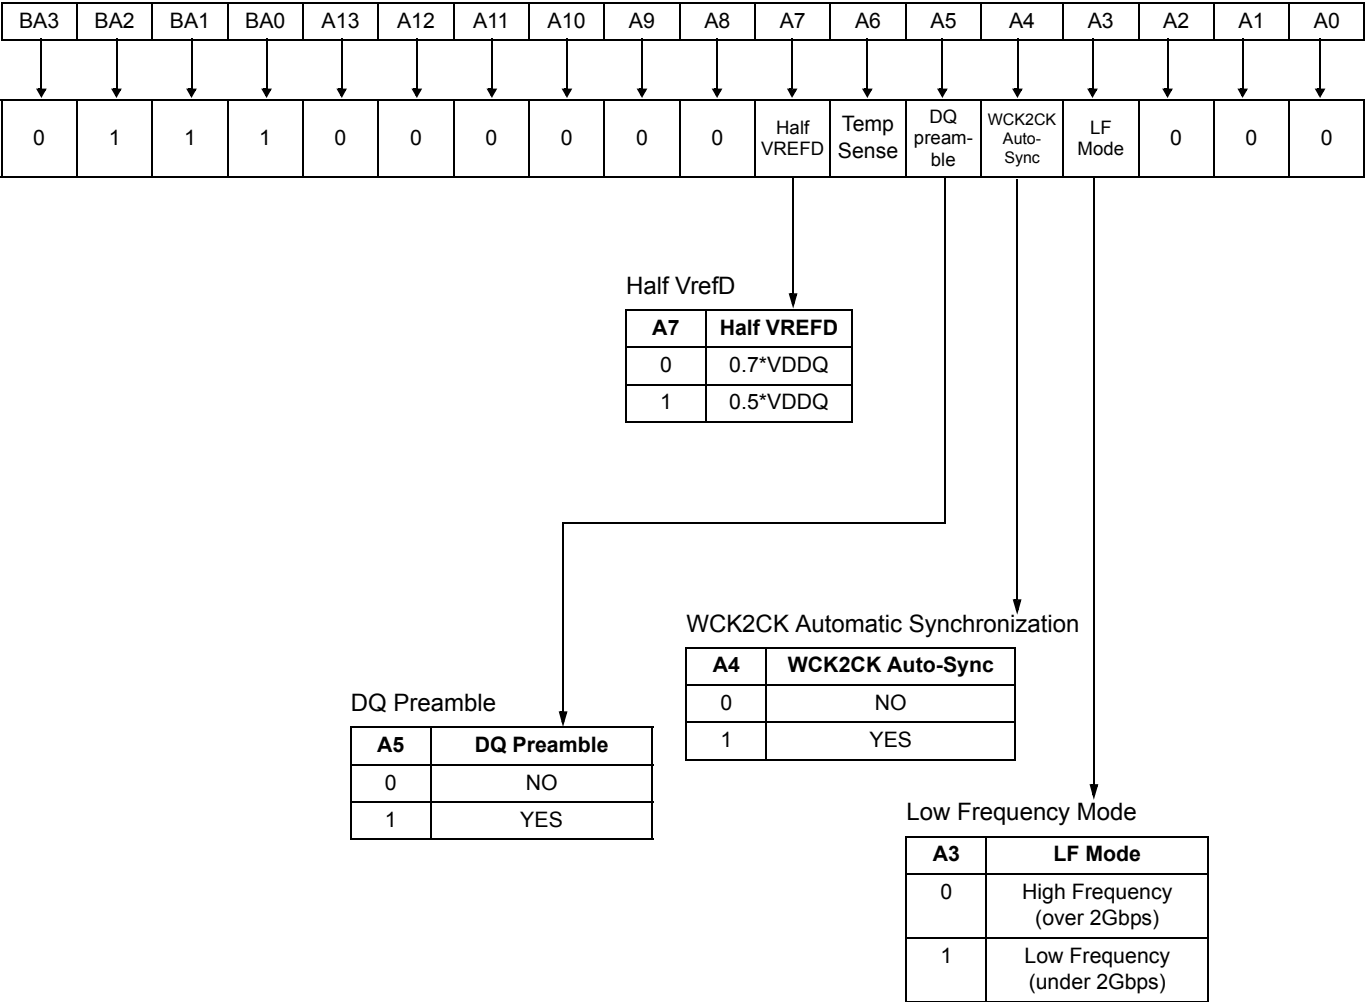 BA3 BA2 BA1 BA0 A13 A12 A11 A10 A9 A8 A7 A6 A5 A4 A3 A2 A1 A0
0 1 1 1 0 0 0 0 0 0 Half VREFD Temp Sense DQ pream-ble WCK2CK Auto-Sync LF Mode 0 0 0
Half VrefD
A7 Half VREFD
0 0.7*VDDQ
1 0.5*VDDQ
WCK2CK Automatic Synchronization
A4 WCK2CK Auto-Sync
0 NO
1 YES
DQ Preamble
A5 DQ Preamble
0 NO
1 YES
Low Frequency Mode
A3 LF Mode
0 High Frequency
(over 2Gbps)
1 Low Frequency
(under 2Gbps)